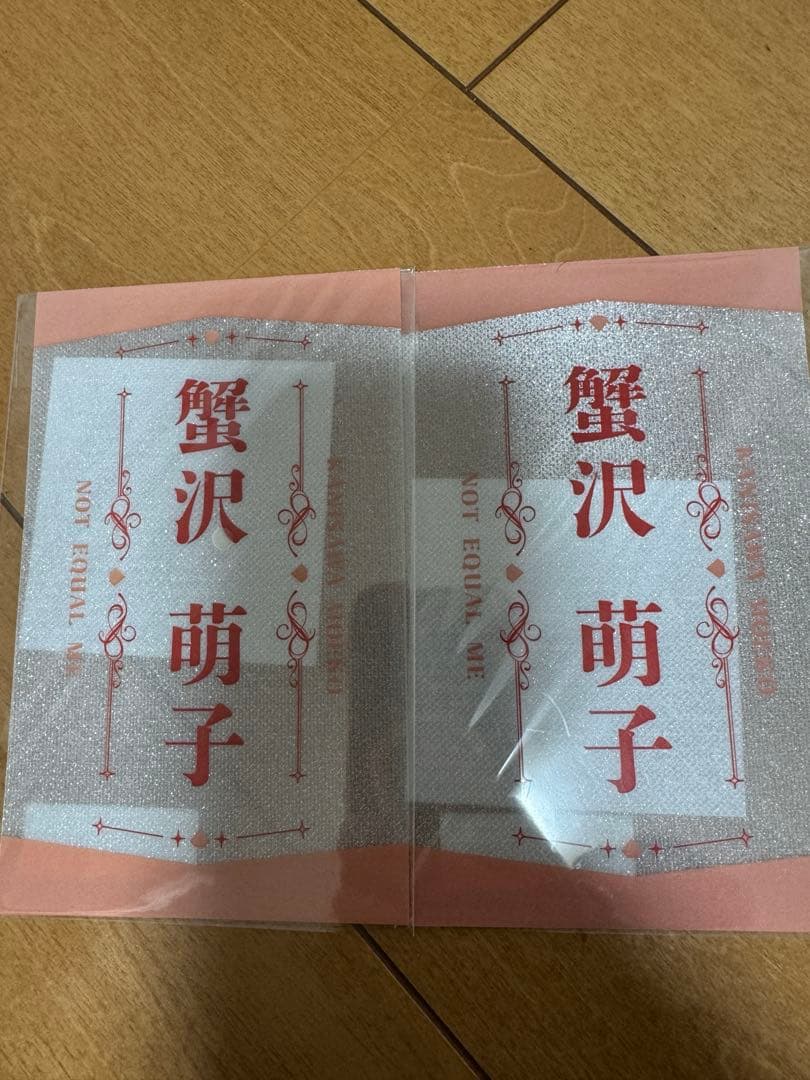 蟹沢 萌子
KANISAWA MOEKO
NOT EQUAL ME
蟹沢 萌子
KANISAWA MOEKO
NOT EQUAL ME